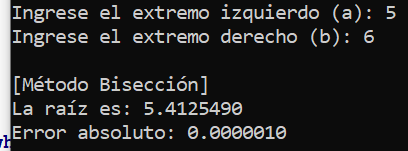 Ingrese el extremo izquierdo (a): 5
Ingrese el extremo derecho (b): 6
[Método Bisección]
La raíz es: 5.4125490
Error absoluto: 0.0000010